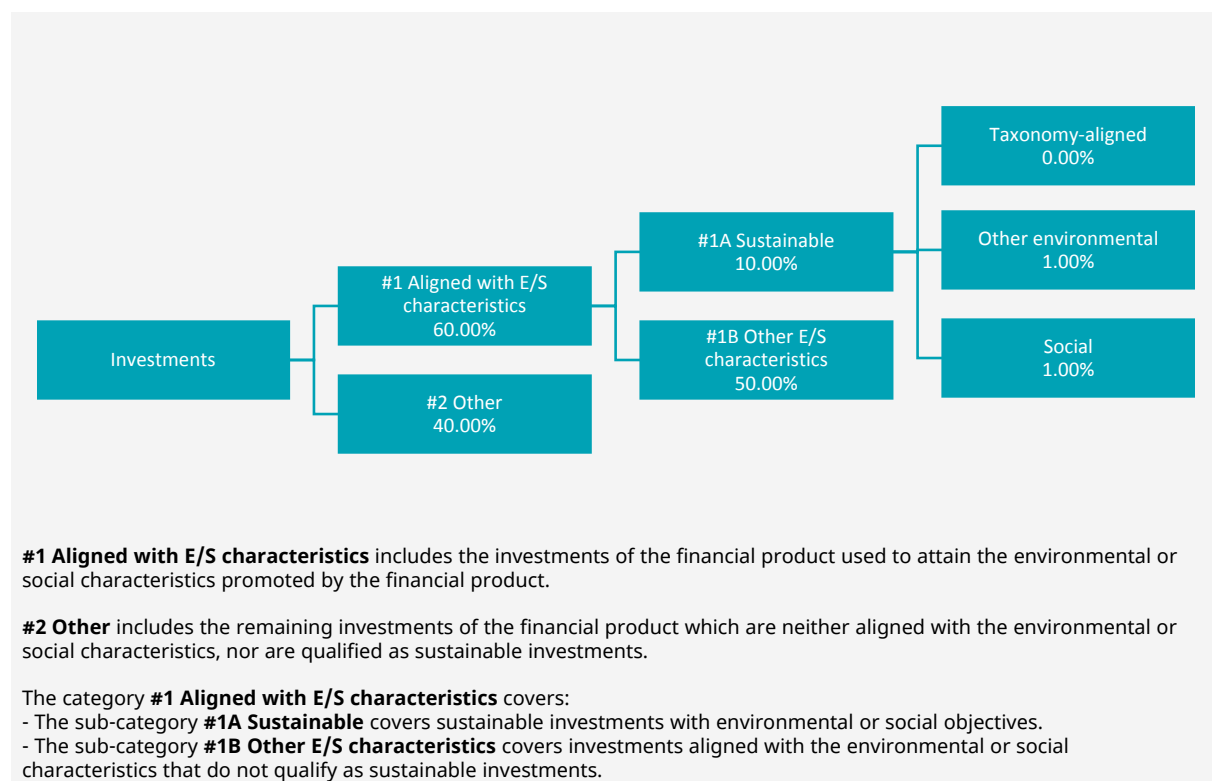 Investments
#1 Aligned with E/S
characteristics
60.00%
#2 Other
40.00%
#1A Sustainable
10.00%
#1B Other E/S
characteristics
50.00%
Taxonomy-aligned
0.00%
Other environmental
1.00%
Social
1.00%
#1 Aligned with E/S characteristics includes the investments of the financial product used to attain the environmental or
social characteristics promoted by the financial product.
#2 Other includes the remaining investments of the financial product which are neither aligned with the environmental or
social characteristics, nor are qualified as sustainable investments.
The category #1 Aligned with E/S characteristics covers:
- The sub-category #1A Sustainable covers sustainable investments with environmental or social objectives.
- The sub-category #1B Other E/S characteristics covers investments aligned with the environmental or social
characteristics that do not qualify as sustainable investments.